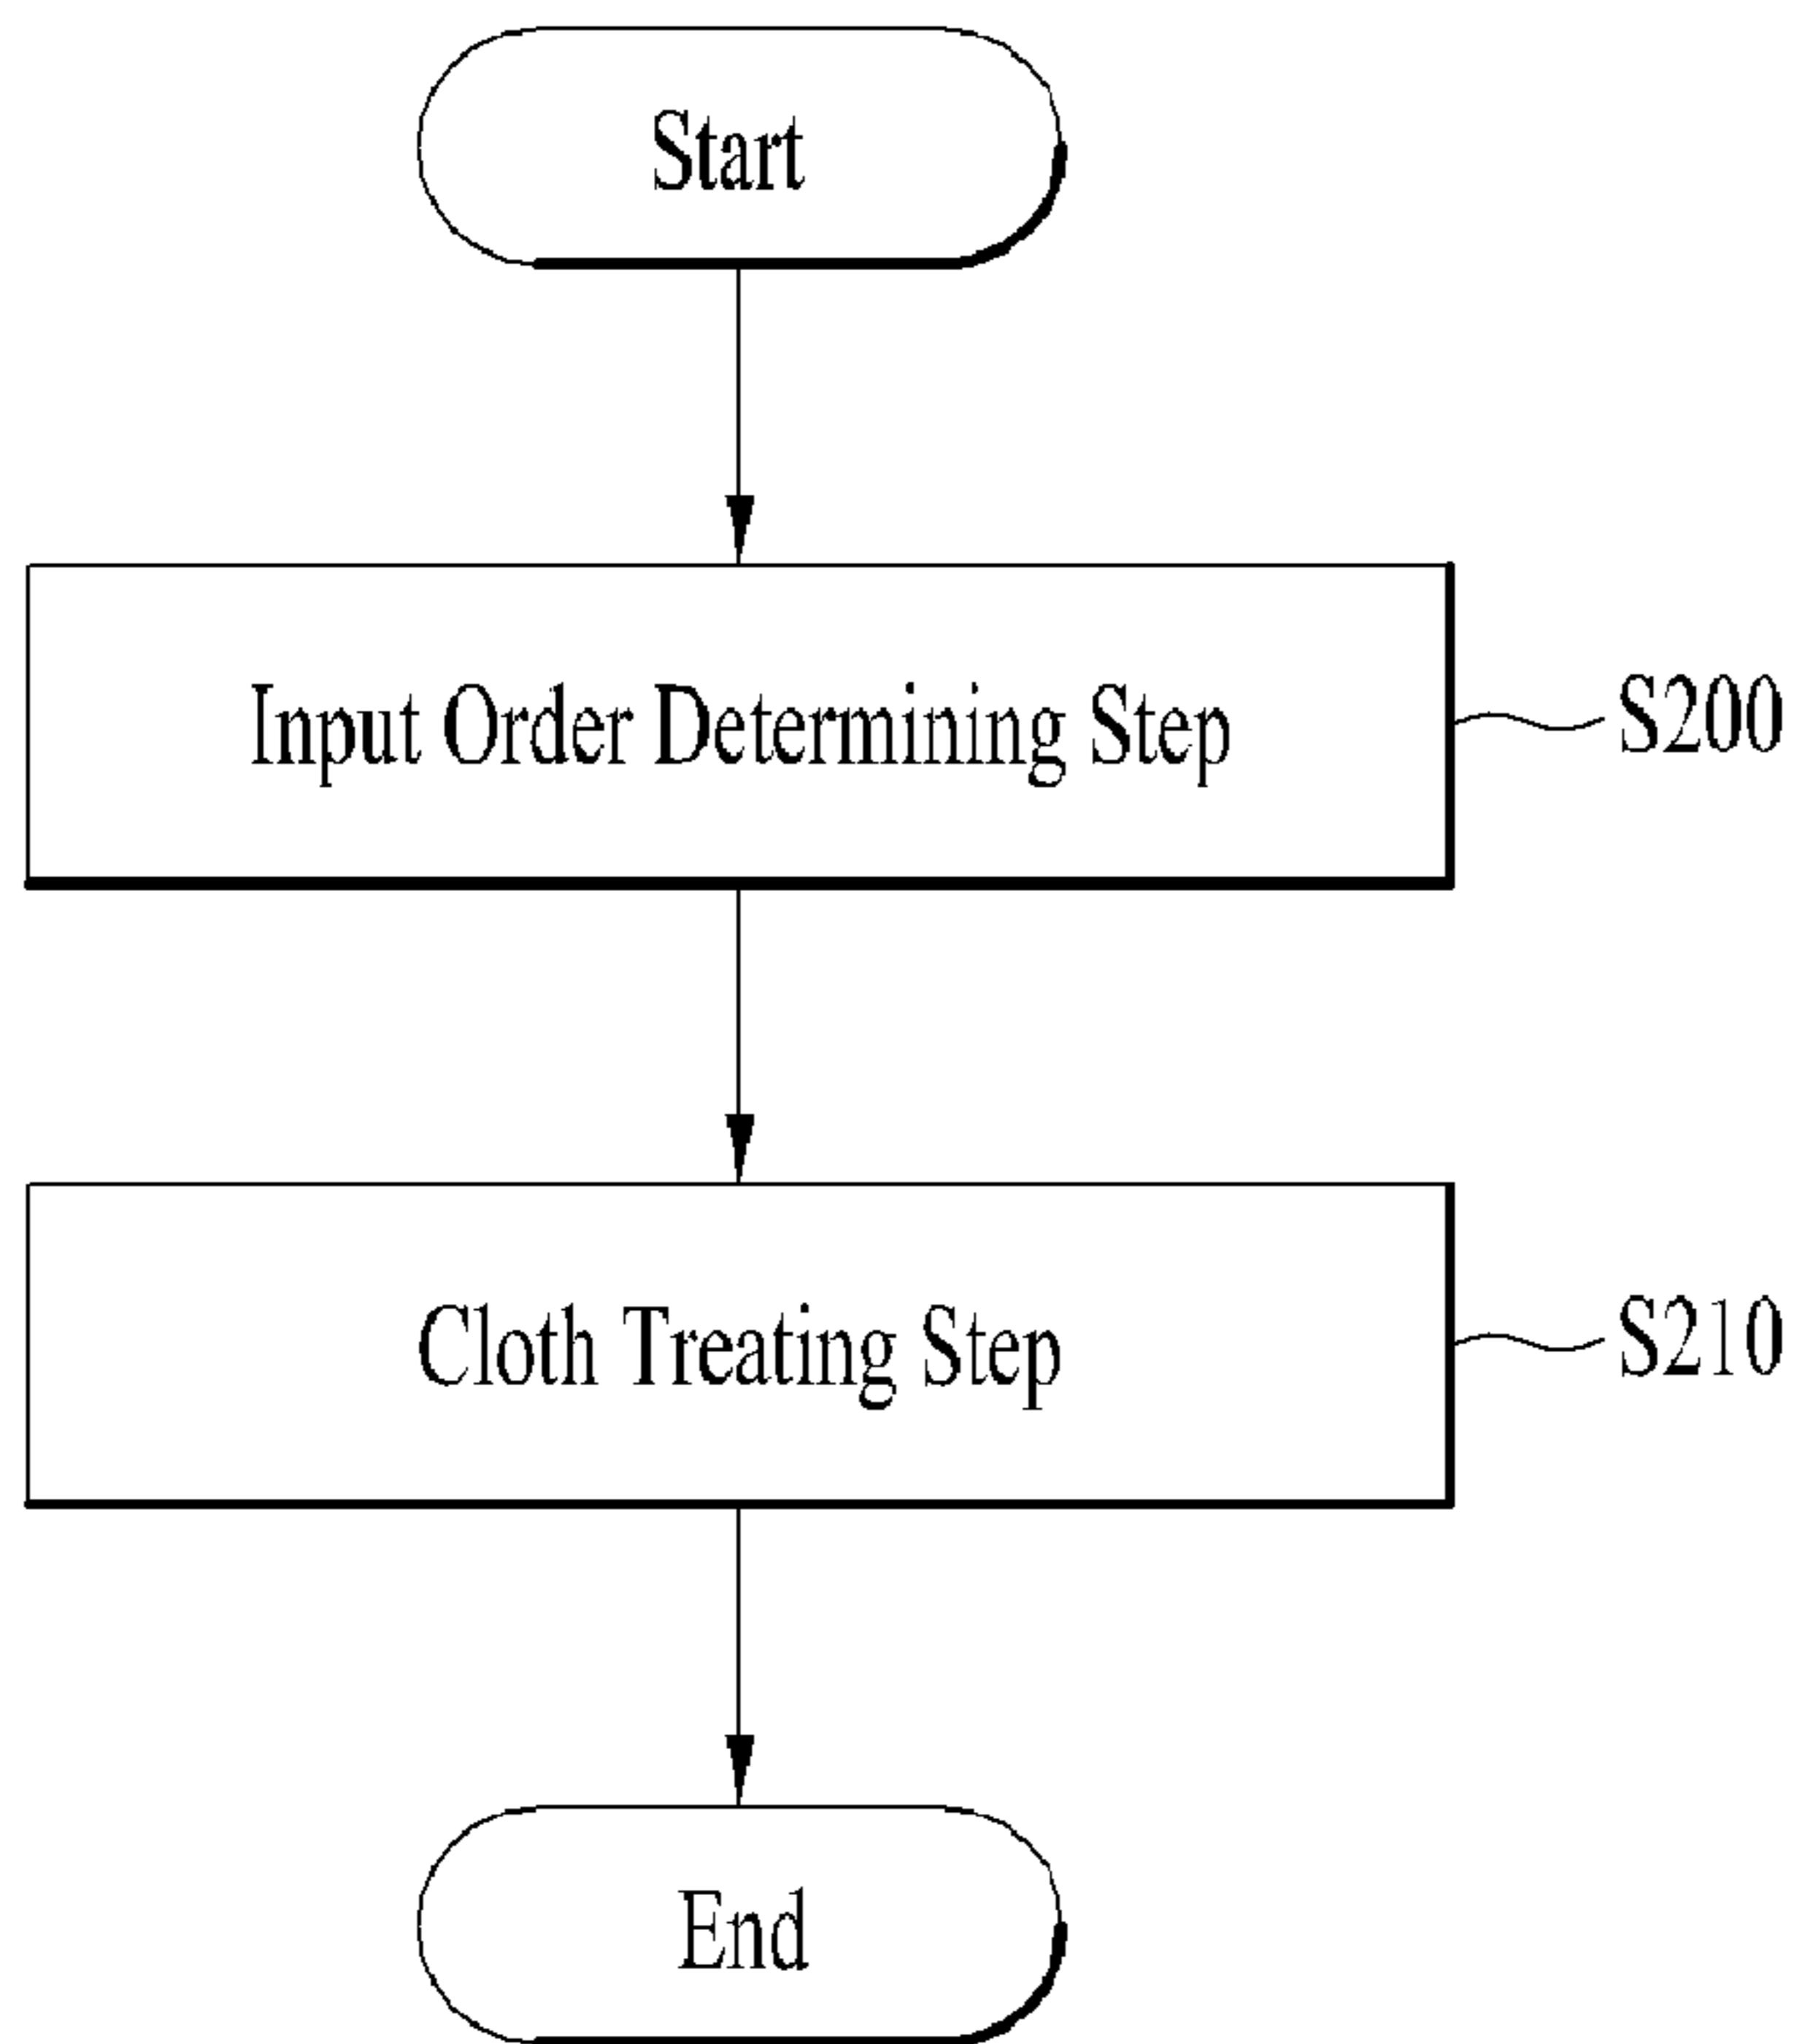 Start
Input Order Determining Step
S200
Cloth Treating Step
S210
End